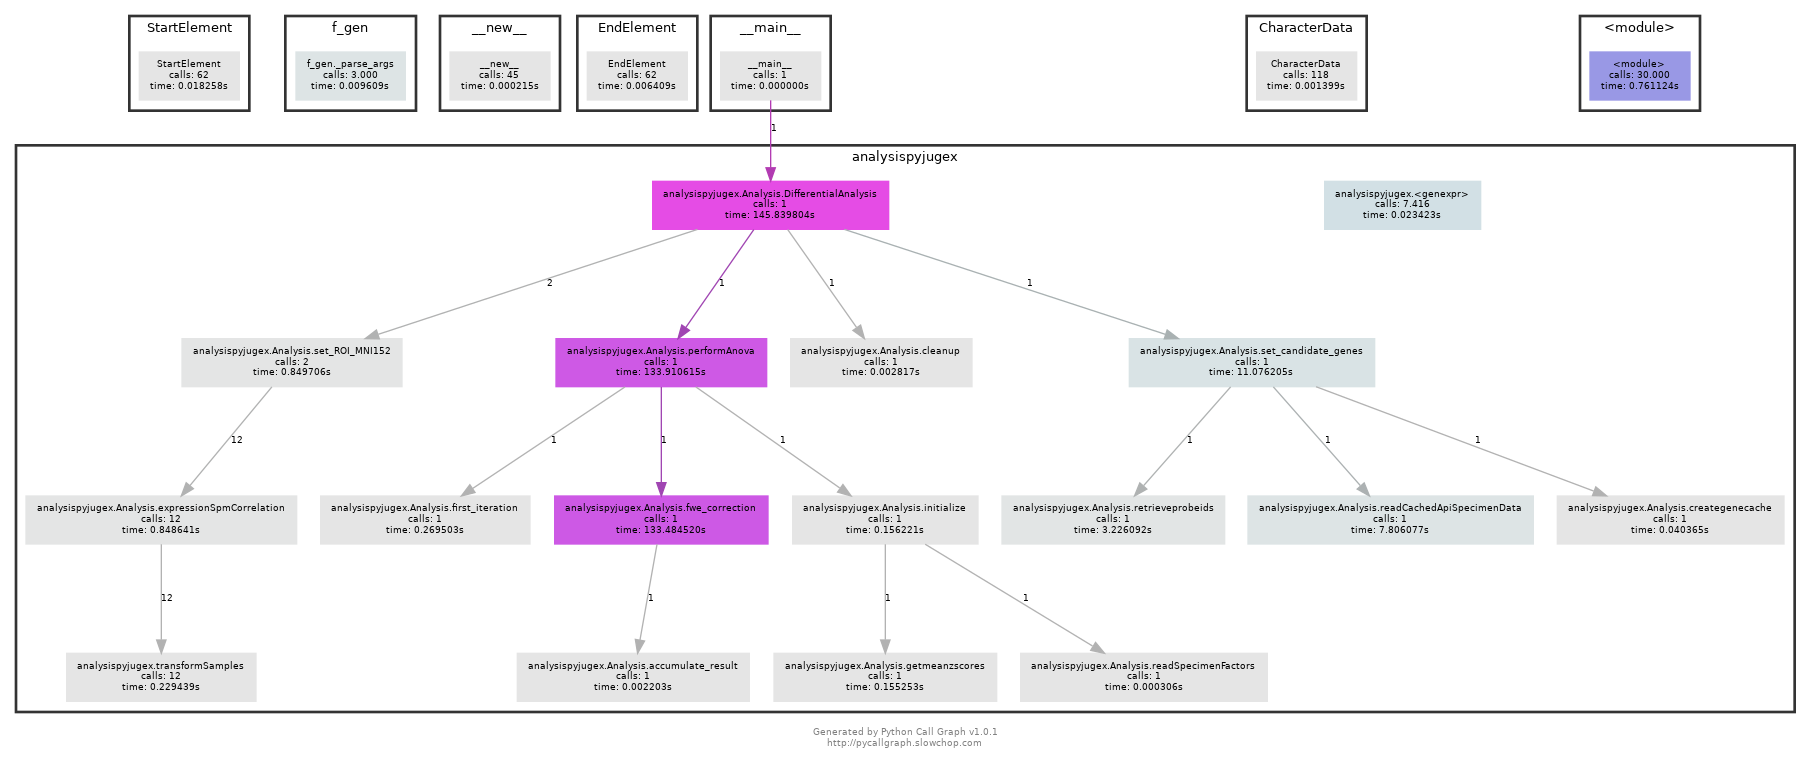 StartElement
StartElement
calls: 62
time: 0.018258s
f_gen
f_gen._parse_args
calls: 3.000
time: 0.009609s
__new__
__new__
calls: 45
time: 0.000215s
EndElement
EndElement
calls: 62
time: 0.006409s
__main__
__main__
calls: 1
time: 0.000000s
CharacterData
CharacterData
calls: 118
time: 0.001399s
<module>
<module>
calls: 30.000
time: 0.761124s
1
analysispyjugex
analysispyjugex.Analysis.DifferentialAnalysis
calls: 1
time: 145.839804s
analysispyjugex.<genexpr>
calls: 7.416
time: 0.023423s
2
1
1
1
analysispyjugex.Analysis.set_ROI_MNI152
calls: 2
time: 0.849706s
analysispyjugex.Analysis.performAnova
calls: 1
time: 133.910615s
analysispyjugex.Analysis.cleanup
calls: 1
time: 0.002817s
analysispyjugex.Analysis.set_candidate_genes
calls: 1
time: 11.076205s
12
1
1
1
1
1
1
analysispyjugex.Analysis.expressionSpmCorrelation
calls: 12
time: 0.848641s
analysispyjugex.Analysis.first_iteration
calls: 1
time: 0.269503s
analysispyjugex.Analysis.fwe_correction
calls: 1
time: 133.484520s
analysispyjugex.Analysis.initialize
calls: 1
time: 0.156221s
analysispyjugex.Analysis.retrieveprobeids
calls: 1
time: 3.226092s
analysispyjugex.Analysis.readCachedApiSpecimenData
calls: 1
time: 7.806077s
analysispyjugex.Analysis.creategenecache
calls: 1
time: 0.040365s
12
1
1
1
analysispyjugex.transformSamples
calls: 12
time: 0.229439s
analysispyjugex.Analysis.accumulate_result
calls: 1
time: 0.002203s
analysispyjugex.Analysis.getmeanzscores
calls: 1
time: 0.155253s
analysispyjugex.Analysis.readSpecimenFactors
calls: 1
time: 0.000306s
Generated by Python Call Graph v1.0.1
http://pycallgraph.slowchop.com